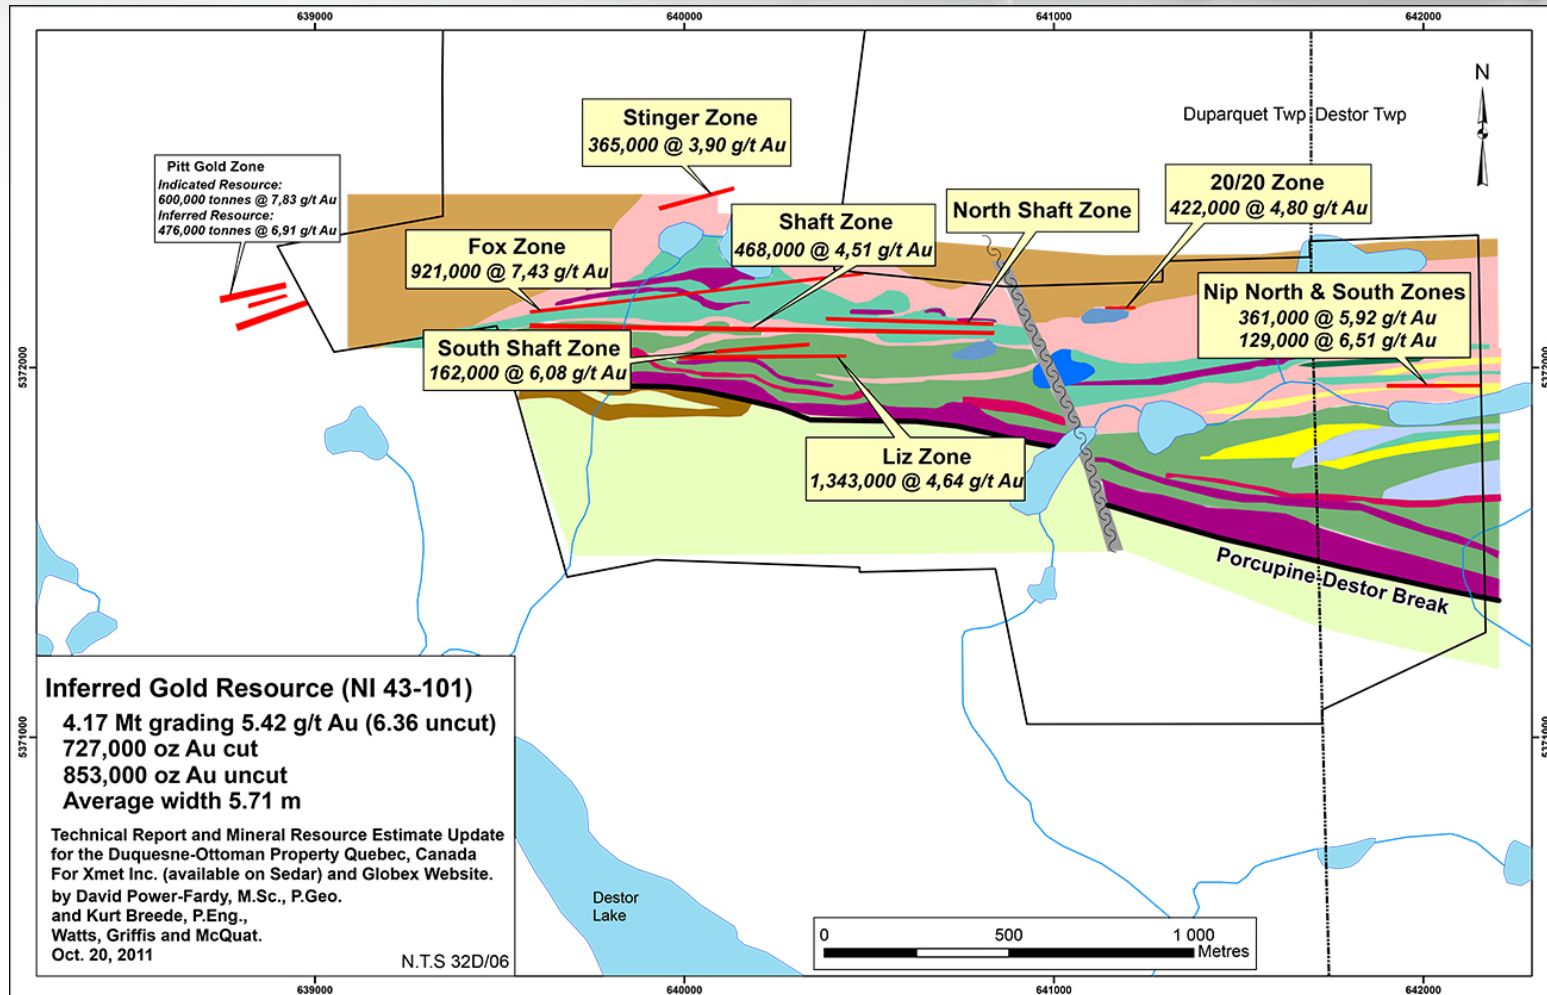 639000
640000
641000
642000
N
Duparquet Twp
Destor Twp
Stinger Zone
365,000 @ 3,90 g/t Au
Pitt Gold Zone
Indicated Resource:
600,000 tonnes @ 7,83 g/t Au
Inferred Resource:
476,000 tonnes @ 6,91 g/t Au
20/20 Zone
422,000 @ 4,80 g/t Au
North Shaft Zone
Shaft Zone
468,000 @ 4,51 g/t Au
Fox Zone
921,000 @ 7,43 g/t Au
Nip North & South Zones
361,000 @ 5,92 g/t Au
129,000 @ 6,51 g/t Au
South Shaft Zone
162,000 @ 6,08 g/t Au
5372000
5372000
Liz Zone
1,343,000 @ 4,64 g/t Au
Porcupine-Destor Break
Inferred Gold Resource (NI 43-101)
4.17 Mt grading 5.42 g/t Au (6.36 uncut)
727,000 oz Au cut
853,000 oz Au uncut
Average width 5.71 m
5371000
5371000
Technical Report and Mineral Resource Estimate Update
for the Duquesne-Ottoman Property Quebec, Canada
For Xmet Inc. (available on Sedar) and Globex Website.
by David Power-Fardy, M.Sc., P.Geo.
and Kurt Breede, P.Eng.,
Watts, Griffis and McQuat.
Oct. 20, 2011
N.T.S 32D/06
Destor
Lake
0
500
1 000
Metres
639000
640000
641000
642000